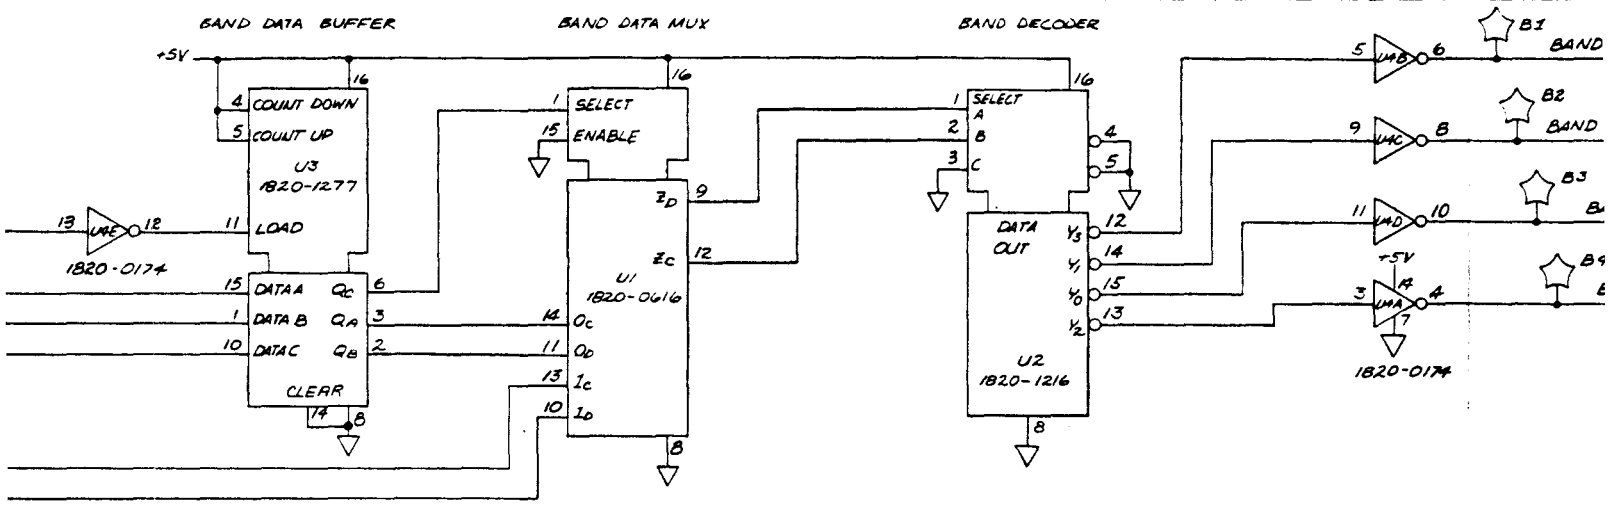 BAND DATA BUFFER
BAND DATA MUX
BAND DECODER
+5V
16
4 COUNT DOWN
5 COUNT UP
U3
1820-1277
13 U4E 12
11 LOAD
1820-0174
15 DATA A QC 6
1 DATA B QA 3
10 DATA C QB 2
CLEAR
14 8
16
1 SELECT
15 ENABLE
ZD 9
ZC 12
U1
1820-0616
14 OC
11 OD
13 IC
10 ID
8
16
SELECT
1 A
2 B
3 C
4
5
DATA OUT
Y3 12
Y1 14
Y0 15
Y2 13
U2
1820-1216
8
5 U4B 6
B1
BAND
9 U4C 8
B2
BAND
11 U4D 10
B3
+5V
14
3 U4A 4
7
B4
1820-0174